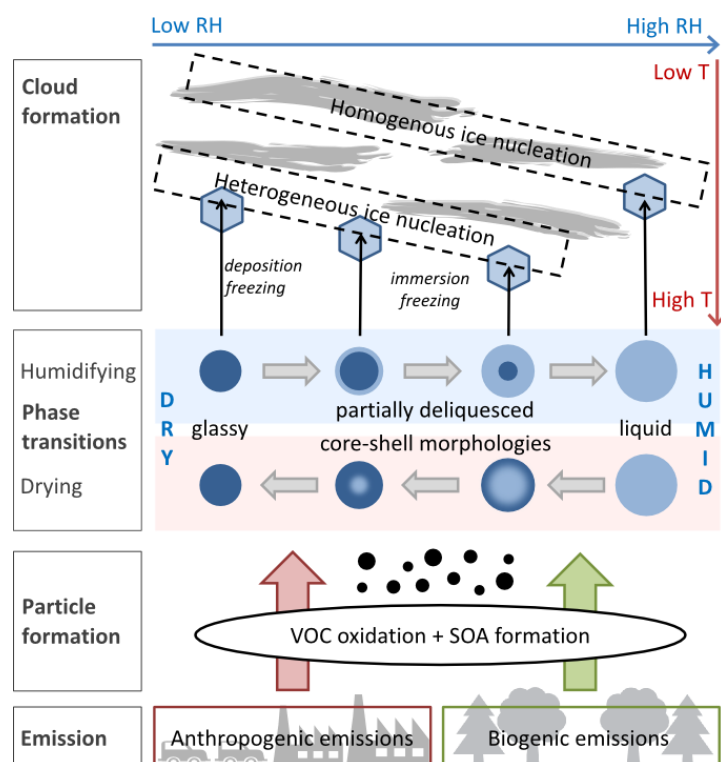 Low RH
High RH
Cloud
formation
Low T
Homogenous ice nucleation
Heterogeneous ice nucleation
deposition
freezing
immersion
freezing
High T
Humidifying
Phase
transitions
Drying
DRY
glassy
partially deliquesced
core-shell morphologies
liquid
HUMID
Particle
formation
VOC oxidation + SOA formation
Emission
Anthropogenic emissions
Biogenic emissions